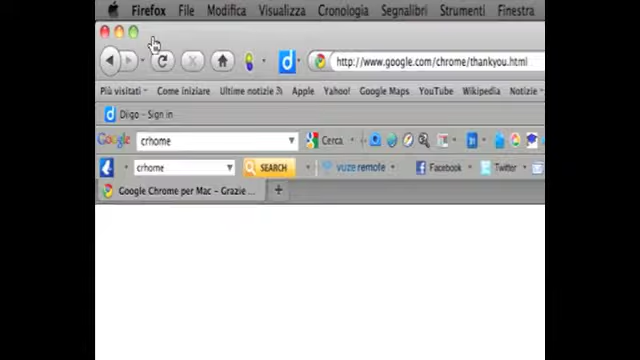 Firefox File Modifica Visualizza Cronologia Segnalibri Strumenti Finestra
http://www.google.com/chrome/thankyou.html
Più visitati Come iniziare Ultime notizie Apple Yahoo! Google Maps YouTube Wikipedia Notizie
Diigo - Sign in
Google crhome Cerca
crhome SEARCH vuze remote Facebook Twitter
Google Chrome per Mac - Grazie ...